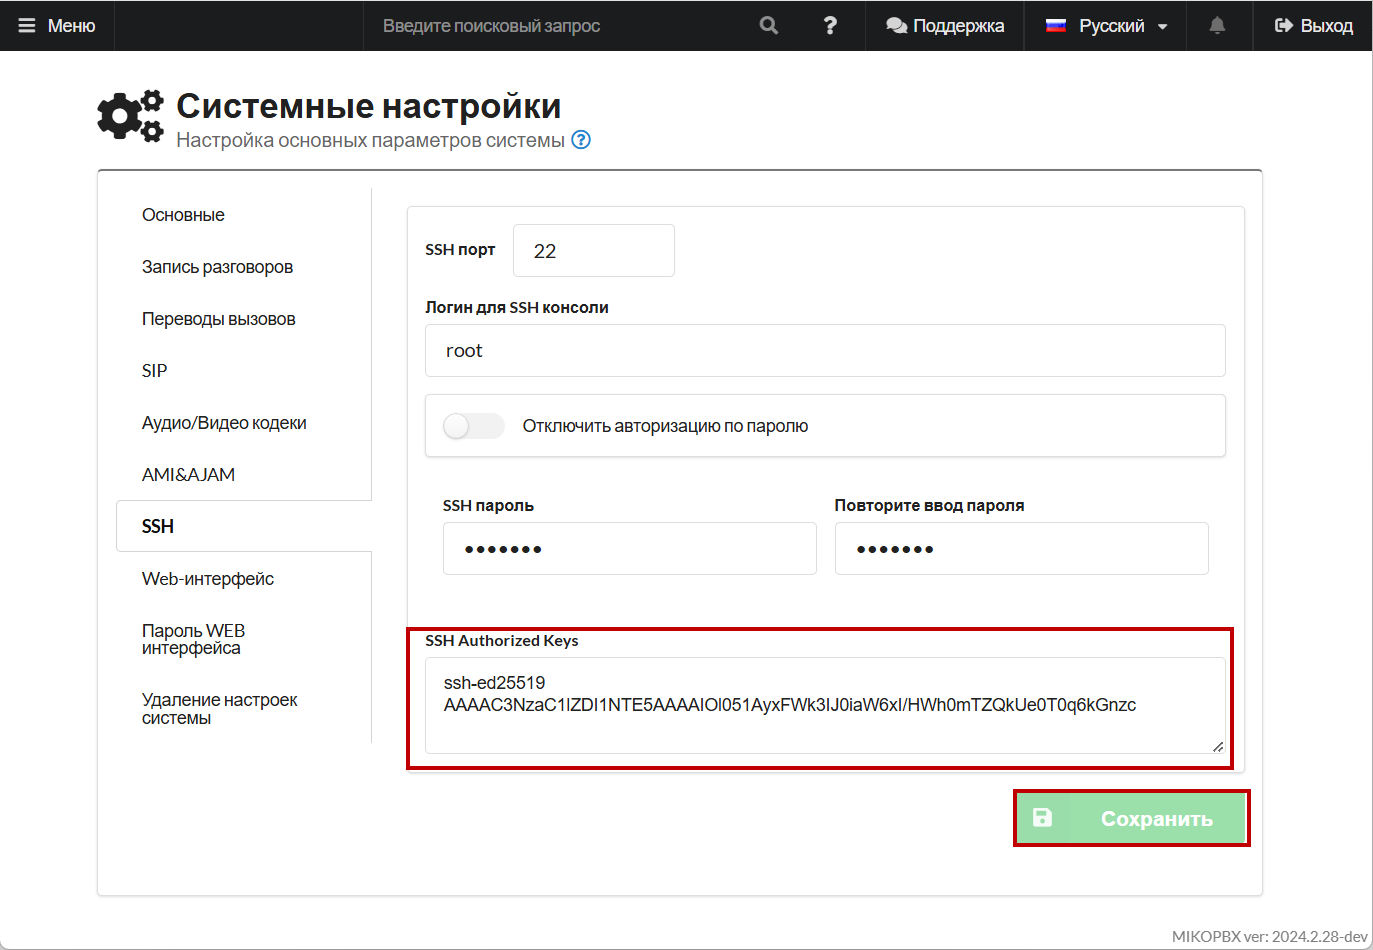 Меню
Введите поисковый запрос
?
Поддержка
Русский
Выход
Системные настройки
Настройка основных параметров системы ?
Основные
Запись разговоров
Переводы вызовов
SIP
Аудио/Видео кодеки
AMI&AJAM
SSH
Web-интерфейс
Пароль WEB
интерфейса
Удаление настроек
системы
SSH порт
22
Логин для SSH консоли
root
Отключить авторизацию по паролю
SSH пароль
•••••••
Повторите ввод пароля
•••••••
SSH Authorized Keys
ssh-ed25519
AAAAC3NzaC1lZDI1NTE5AAAAIOl051AyxFWk3IJ0iaW6xI/HWh0mTZQkUe0T0q6kGnzc
Сохранить
MIKOPBX ver: 2024.2.28-dev